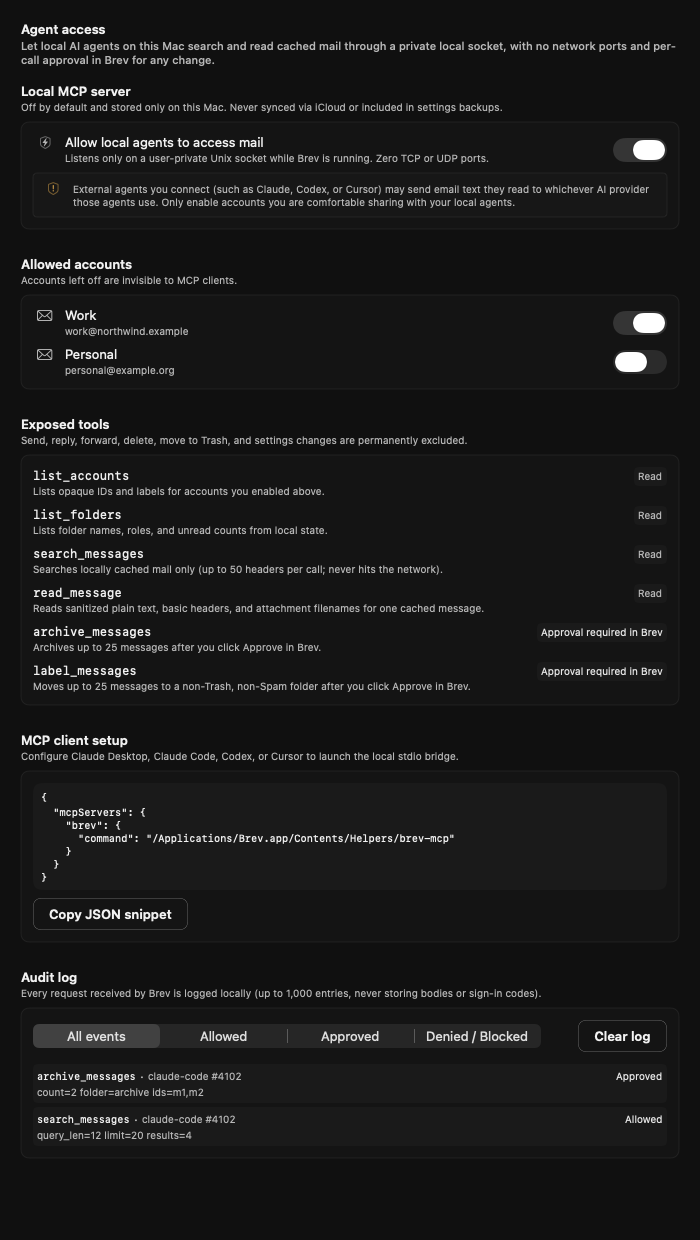 Agent access
Let local AI agents on this Mac search and read cached mail through a private local socket, with no network ports and per-
call approval in Brev for any change.
Local MCP server
Off by default and stored only on this Mac. Never synced via iCloud or included in settings backups.
Allow local agents to access mail
Listens only on a user-private Unix socket while Brev is running. Zero TCP or UDP ports.
External agents you connect (such as Claude, Codex, or Cursor) may send email text they read to whichever AI provider
those agents use. Only enable accounts you are comfortable sharing with your local agents.
Allowed accounts
Accounts left off are invisible to MCP clients.
Work
work@northwind.example
Personal
personal@example.org
Exposed tools
Send, reply, forward, delete, move to Trash, and settings changes are permanently excluded.
list_accounts Read
Lists opaque IDs and labels for accounts you enabled above.
list_folders Read
Lists folder names, roles, and unread counts from local state.
search_messages Read
Searches locally cached mail only (up to 50 headers per call; never hits the network).
read_message Read
Reads sanitized plain text, basic headers, and attachment filenames for one cached message.
archive_messages Approval required in Brev
Archives up to 25 messages after you click Approve in Brev.
label_messages Approval required in Brev
Moves up to 25 messages to a non-Trash, non-Spam folder after you click Approve in Brev.
MCP client setup
Configure Claude Desktop, Claude Code, Codex, or Cursor to launch the local stdio bridge.
{
  "mcpServers": {
    "brev": {
      "command": "/Applications/Brev.app/Contents/Helpers/brev-mcp"
    }
  }
}
Copy JSON snippet
Audit log
Every request received by Brev is logged locally (up to 1,000 entries, never storing bodies or sign-in codes).
All events Allowed Approved Denied / Blocked Clear log
archive_messages · claude-code #4102 Approved
count=2 folder=archive ids=m1,m2
search_messages · claude-code #4102 Allowed
query_len=12 limit=20 results=4